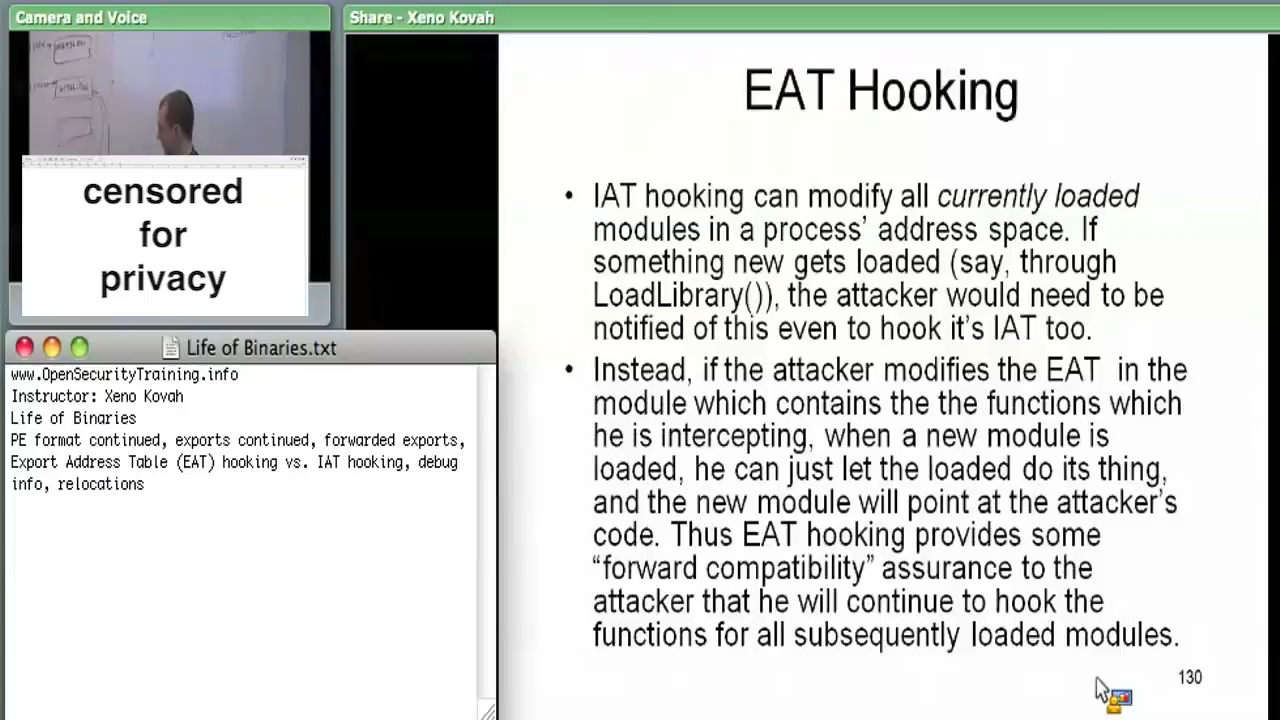 Camera and Voice
censored
for
privacy
Life of Binaries.txt
www.OpenSecurityTraining.info
Instructor: Xeno Kovah
Life of Binaries
PE format continued, exports continued, forwarded exports,
Export Address Table (EAT) hooking vs. IAT hooking, debug
info, relocations
Share - Xeno Kovah
EAT Hooking
• IAT hooking can modify all currently loaded
modules in a process’ address space. If
something new gets loaded (say, through
LoadLibrary()), the attacker would need to be
notified of this even to hook it’s IAT too.
• Instead, if the attacker modifies the EAT in the
module which contains the the functions which
he is intercepting, when a new module is
loaded, he can just let the loaded do its thing,
and the new module will point at the attacker’s
code. Thus EAT hooking provides some
“forward compatibility” assurance to the
attacker that he will continue to hook the
functions for all subsequently loaded modules.
130